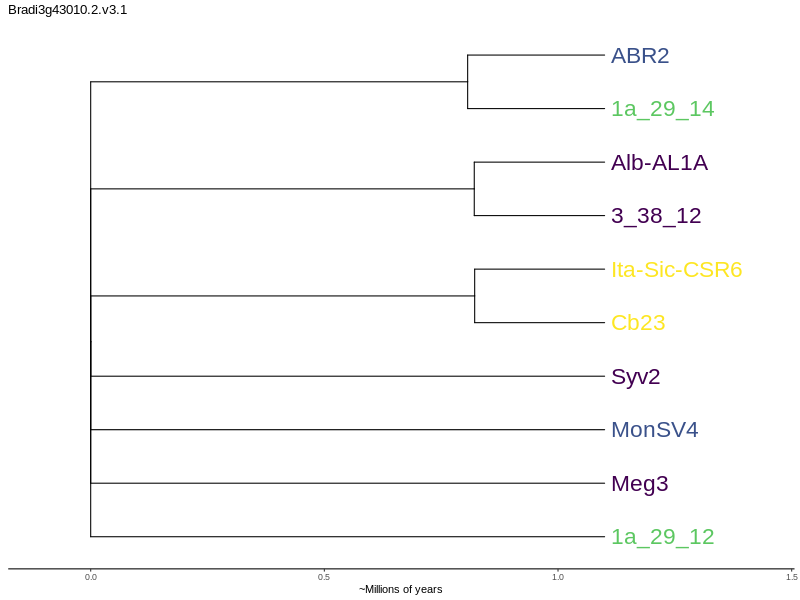 Bradi3g43010.2.v3.1
ABR2
1a_29_14
Alb-AL1A
3_38_12
Ita-Sic-CSR6
Cb23
Syv2
MonSV4
Meg3
1a_29_12
0.0 0.5 1.0 1.5
~Millions of years